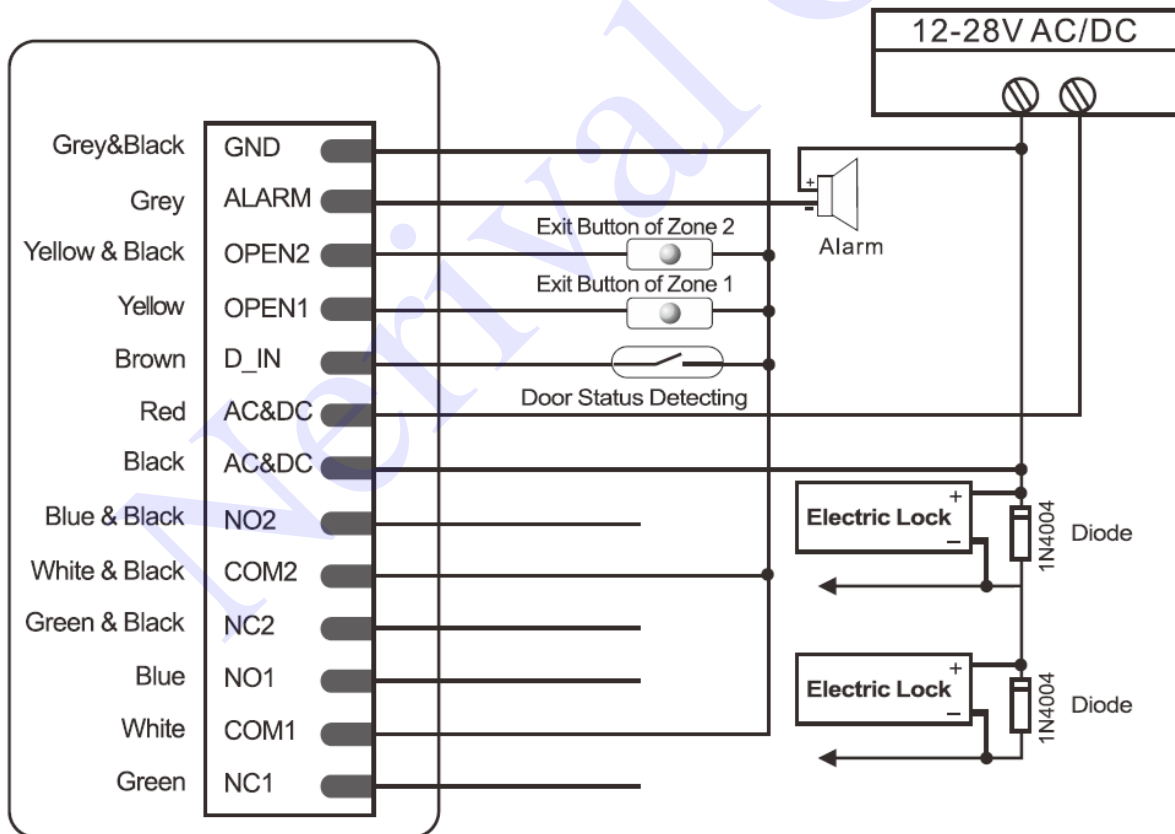 12-28V AC/DC
Grey&Black GND
Grey ALARM
+
-
Alarm
Yellow & Black OPEN2
Exit Button of Zone 2
Yellow OPEN1
Exit Button of Zone 1
Brown D_IN
Door Status Detecting
Red AC&DC
Black AC&DC
Blue & Black NO2
White & Black COM2
Green & Black NC2
Blue NO1
White COM1
Green NC1
Electric Lock
+
–
1N4004
Diode
Electric Lock
+
–
1N4004
Diode
Nerival